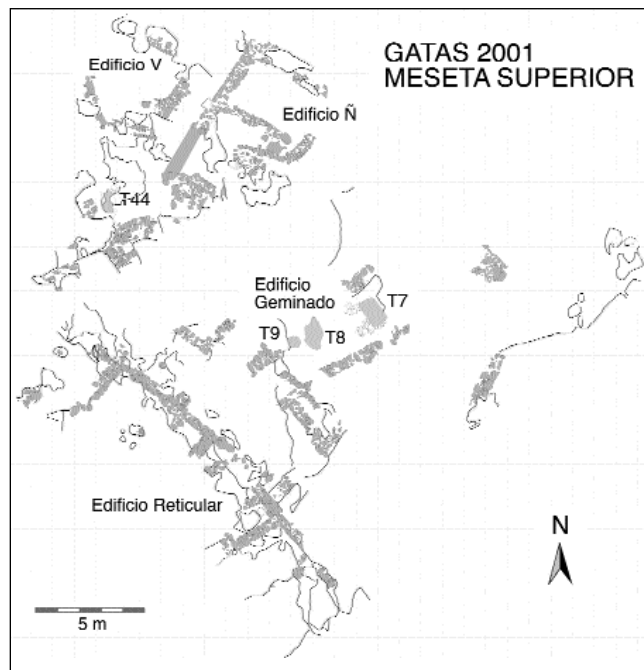 GATAS 2001
MESETA SUPERIOR
Edificio V
Edificio Ñ
T44
Edificio
Geminado
T7
T9
T8
Edificio Reticular
N
5 m